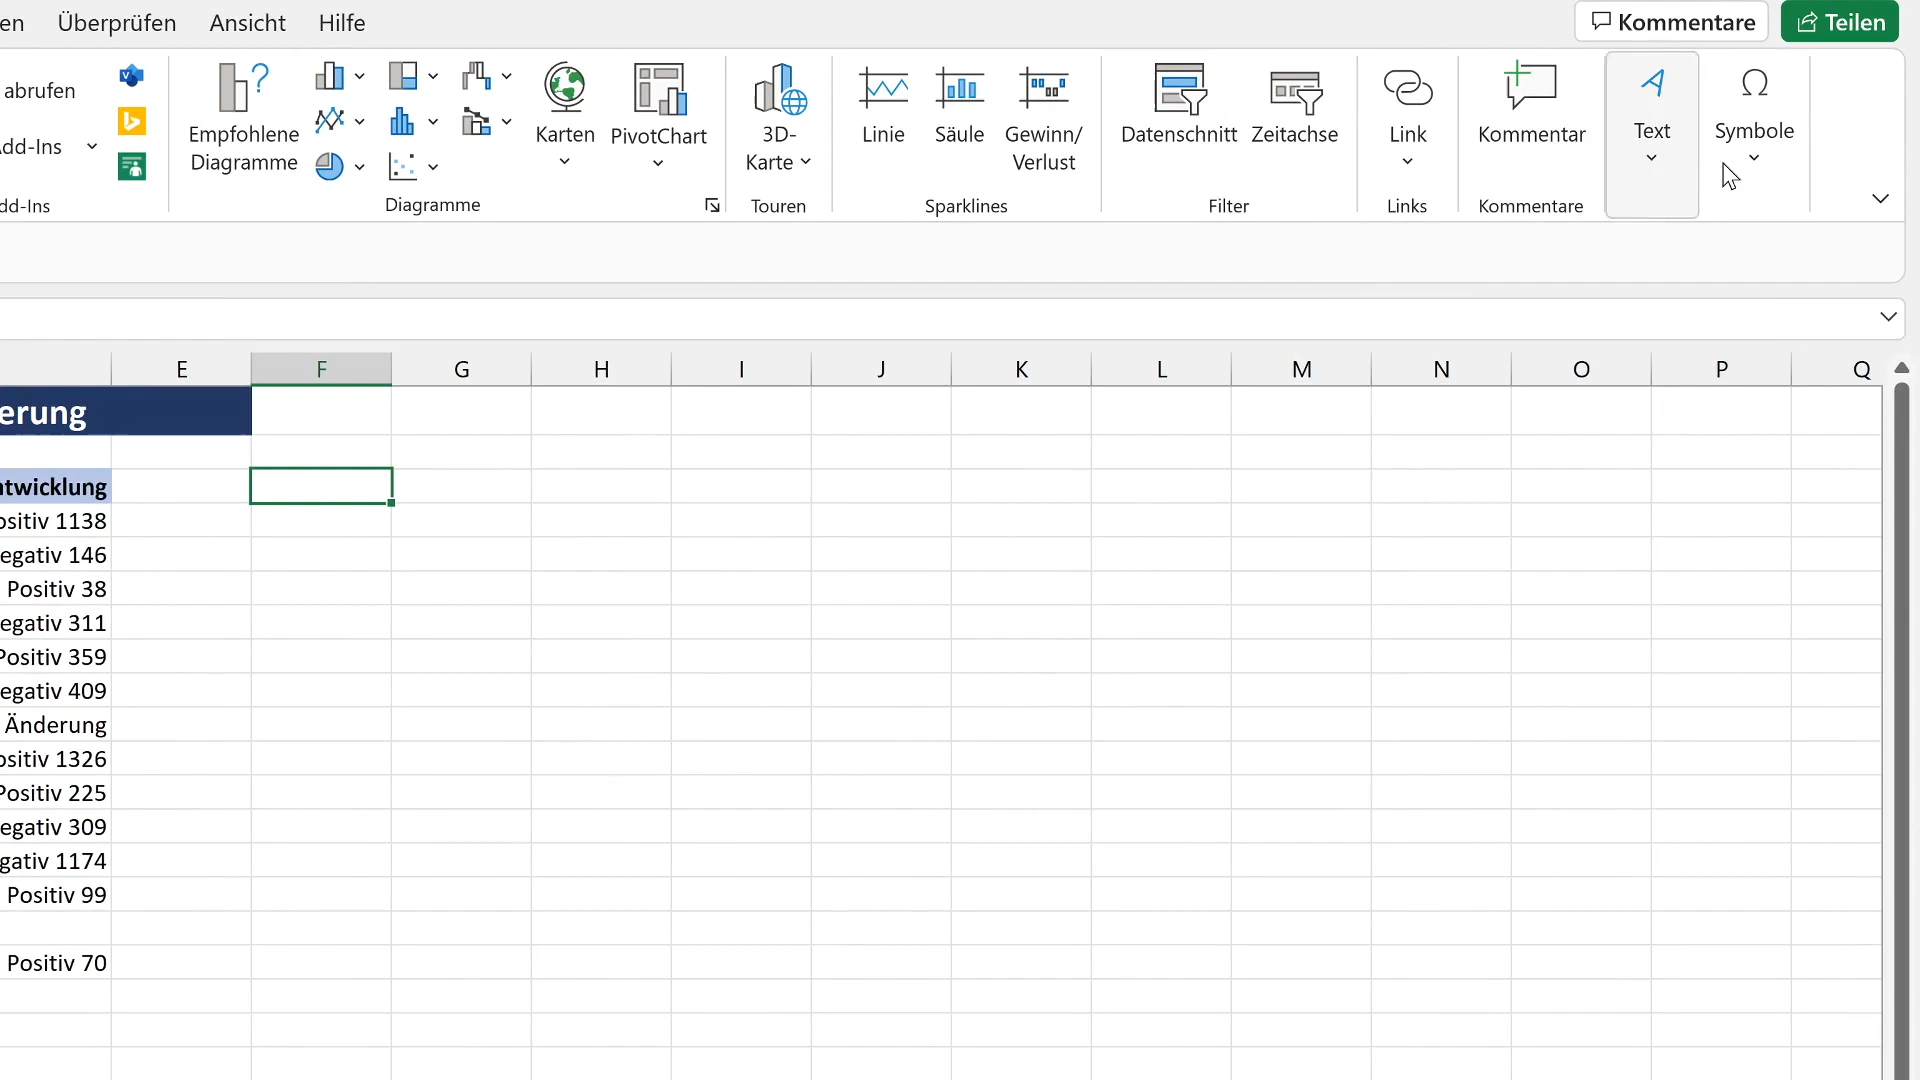 en Überprüfen Ansicht Hilfe Kommentare Teilen
abrufen
dd-Ins
dd-Ins
Empfohlene
Diagramme
Karten
PivotChart
Diagramme
3D-
Karte
Touren
Linie Säule Gewinn/
Verlust
Sparklines
Datenschnitt Zeitachse
Filter
Link
Links
Kommentar
Kommentare
Text
Symbole
E F G H I J K L M N O P Q
erung
ntwicklung
ositiv 1138
egativ 146
Positiv 38
egativ 311
Positiv 359
egativ 409
Änderung
ositiv 1326
Positiv 225
egativ 309
gativ 1174
Positiv 99
Positiv 70